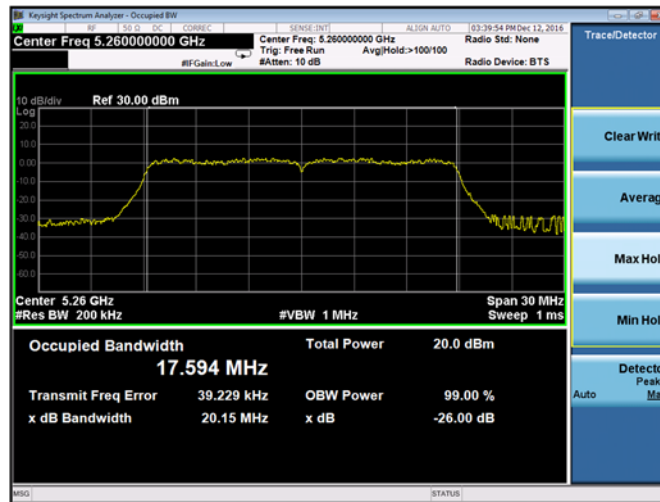 Keysight Spectrum Analyzer - Occupied BW
RF 50 Ω DC CORREC SENSE:INT ALIGN AUTO 03:39:54 PM Dec 12, 2016
Center Freq 5.260000000 GHz
Center Freq: 5.260000000 GHz Radio Std: None
Trig: Free Run Avg|Hold:>100/100
#IFGain:Low #Atten: 10 dB Radio Device: BTS
Trace/Detector
10 dB/div Ref 30.00 dBm
Log
20.0
10.0
0.00
-10.0
-20.0
-30.0
-40.0
-50.0
-60.0
Center 5.26 GHz Span 30 MHz
#Res BW 200 kHz #VBW 1 MHz Sweep 1 ms
Occupied Bandwidth Total Power 20.0 dBm
17.594 MHz
Transmit Freq Error 39.229 kHz OBW Power 99.00 %
x dB Bandwidth 20.15 MHz x dB -26.00 dB
Clear Writ
Averag
Max Hol
Min Hol
Detecto
Peak
Auto Ma
MSG STATUS